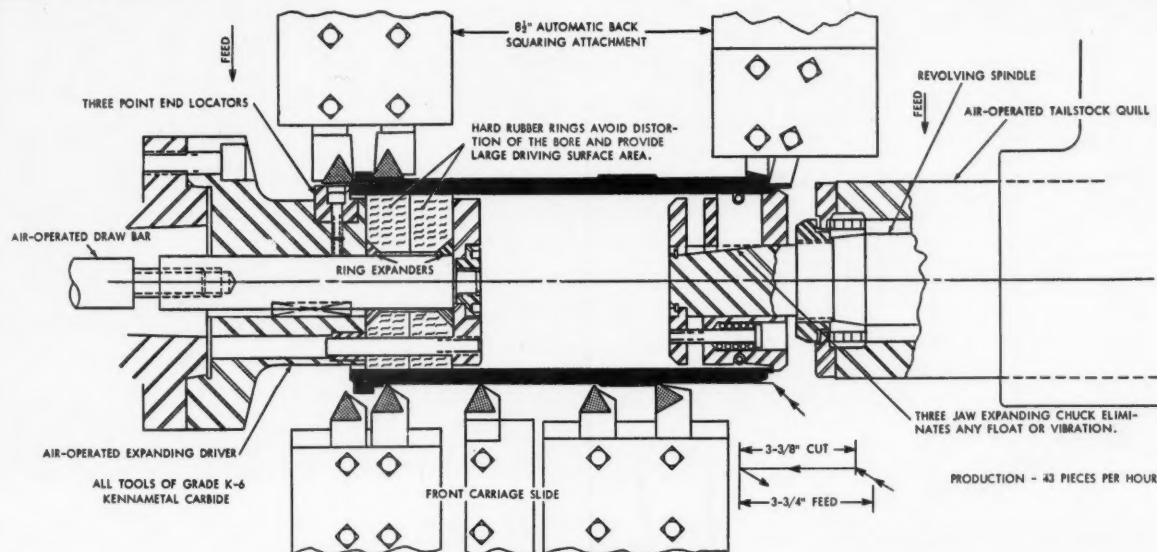 8½" AUTOMATIC BACK
SQUARING ATTACHMENT
FEED
THREE POINT END LOCATORS
HARD RUBBER RINGS AVOID DISTOR-
TION OF THE BORE AND PROVIDE
LARGE DRIVING SURFACE AREA.
FEED
REVOLVING SPINDLE
AIR-OPERATED TAILSTOCK QUILL
AIR-OPERATED DRAW BAR
RING EXPANDERS
AIR-OPERATED EXPANDING DRIVER
ALL TOOLS OF GRADE K-6
KENNAMETAL CARBIDE
FRONT CARRIAGE SLIDE
THREE JAW EXPANDING CHUCK ELIMI-
NATES ANY FLOAT OR VIBRATION.
3-3/8" CUT
3-3/4" FEED
PRODUCTION - 43 PIECES PER HOUR